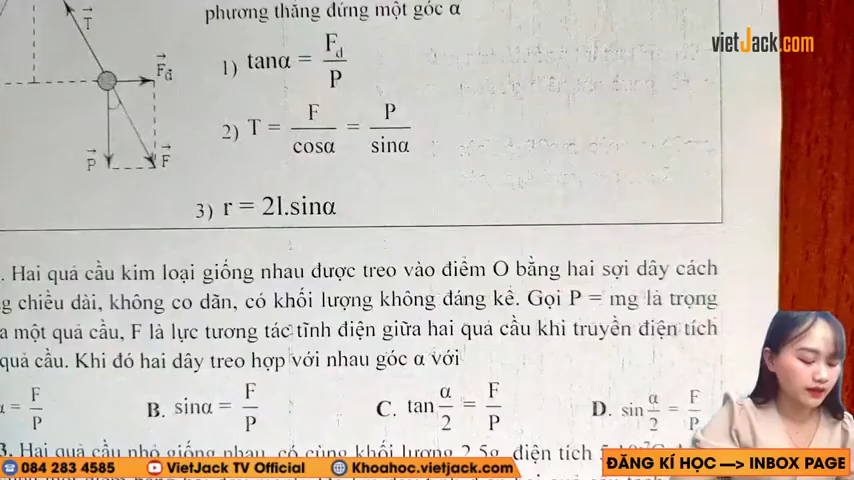 phương thẳng đứng một góc α
vietJack.com
T
Fđ
P
F
1) tanα = Fđ/P
2) T = F/cosα = P/sinα
3) r = 2l.sinα
. Hai quả cầu kim loại giống nhau được treo vào điểm O bằng hai sợi dây cách
g chiều dài, không co dãn, có khối lượng không đáng kể. Gọi P = mg là trọng
a một quả cầu, F là lực tương tác tĩnh điện giữa hai quả cầu khi truyền điện tích
quả cầu. Khi đó hai dây treo hợp với nhau góc α với
= F/P B. sinα = F/P C. tan α/2 = F/P D. sin α/2 = F/P
3. Hai quả cầu nhỏ giống nhau, có cùng khối lượng 2,5g, điện tích
084 283 4585 VietJack TV Official Khoahoc.vietjack.com
ĐĂNG KÍ HỌC —> INBOX PAGE